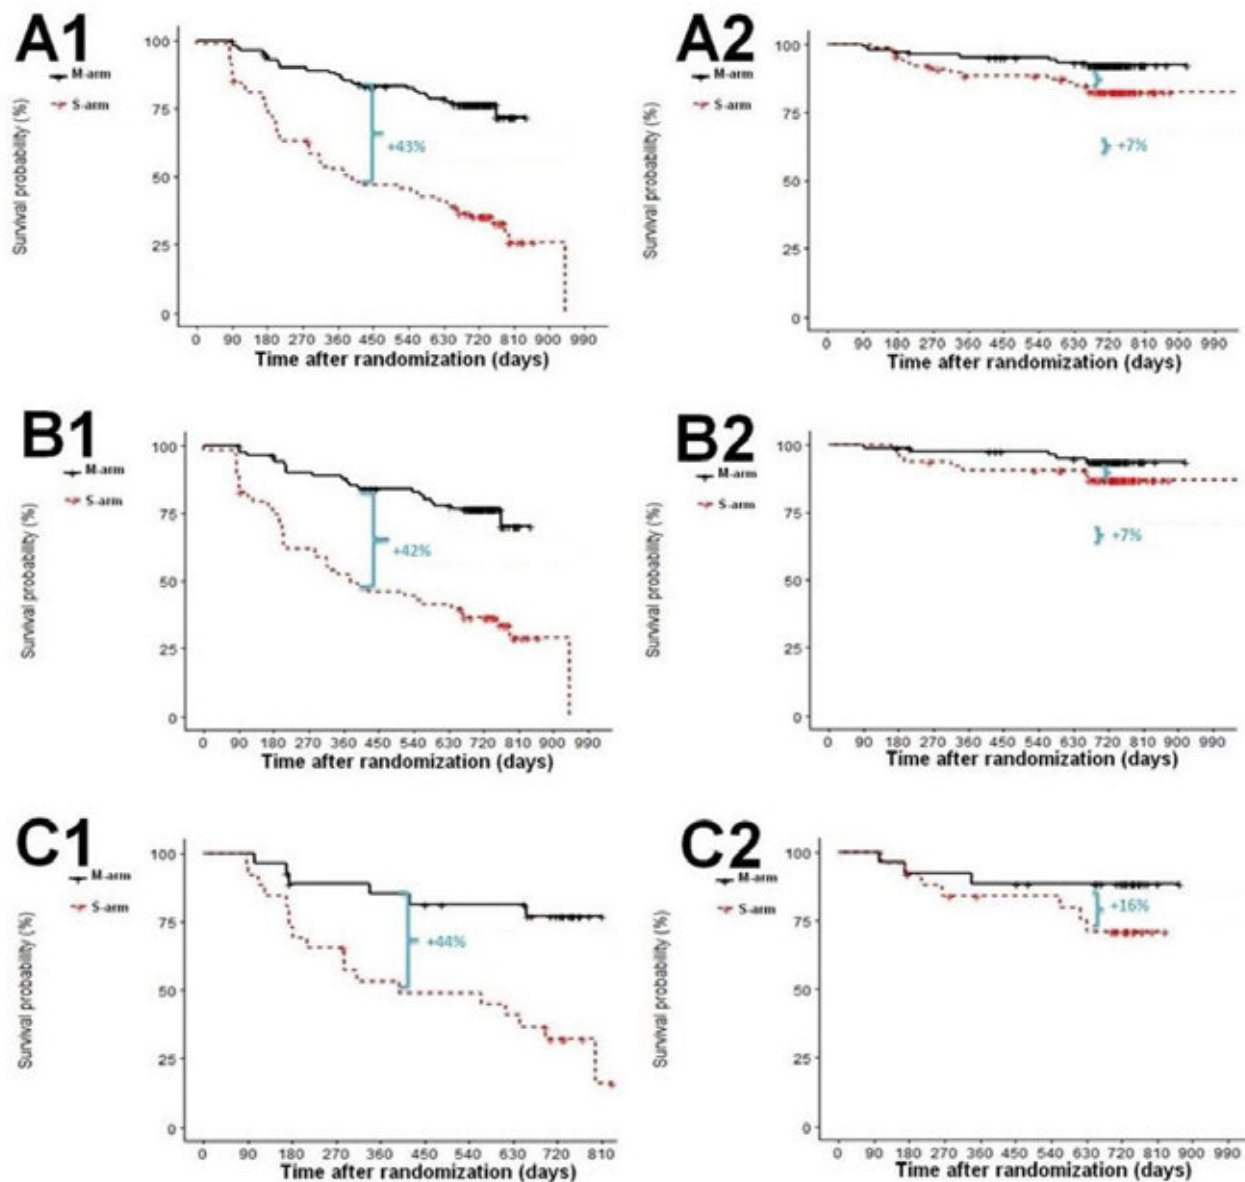 A1
M-arm
S-arm
Survival probability (%)
100
75
50
25
0
+43%
0 90 180 270 360 450 540 630 720 810 900 990
Time after randomization (days)
A2
M-arm
S-arm
Survival probability (%)
100
75
50
25
0
+7%
0 90 180 270 360 450 540 630 720 810 900 990
Time after randomization (days)
B1
M-arm
S-arm
Survival probability (%)
100
75
50
25
0
+42%
0 90 180 270 360 450 540 630 720 810 900 990
Time after randomization (days)
B2
M-arm
S-arm
Survival probability (%)
100
75
50
25
0
+7%
0 90 180 270 360 450 540 630 720 810 900 990
Time after randomization (days)
C1
M-arm
S-arm
Survival probability (%)
100
75
50
25
0
+44%
0 90 180 270 360 450 540 630 720 810
Time after randomization (days)
C2
M-arm
S-arm
Survival probability (%)
100
75
50
25
0
+16%
0 90 180 270 360 450 540 630 720 810 900 990
Time after randomization (days)